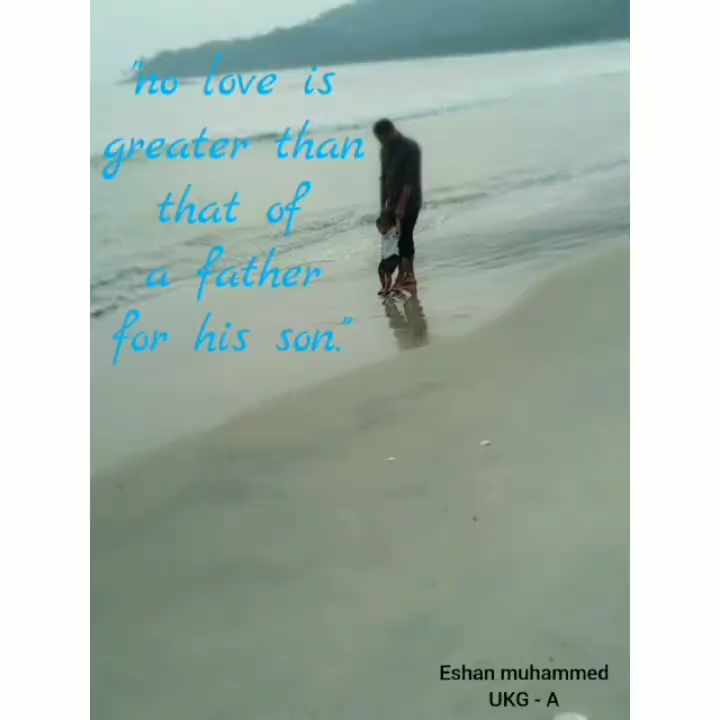 "no love is
greater than
that of
a father
for his son."
Eshan muhammed
UKG - A